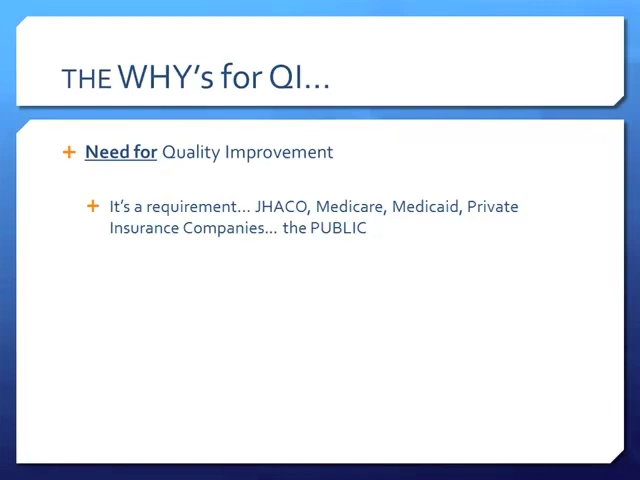 THE WHY's for QI...
Need for Quality Improvement
It's a requirement... JHACO, Medicare, Medicaid, Private
Insurance Companies... the PUBLIC